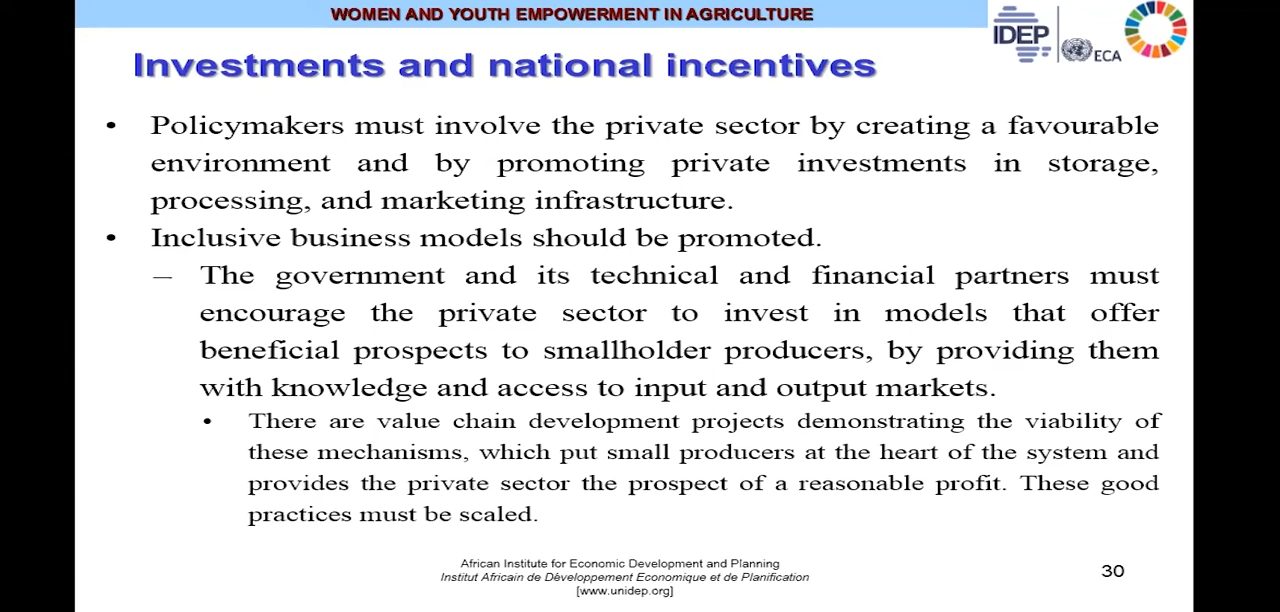 WOMEN AND YOUTH EMPOWERMENT IN AGRICULTURE
IDEP
ECA
Investments and national incentives
• Policymakers must involve the private sector by creating a favourable
environment and by promoting private investments in storage,
processing, and marketing infrastructure.
• Inclusive business models should be promoted.
– The government and its technical and financial partners must
encourage the private sector to invest in models that offer
beneficial prospects to smallholder producers, by providing them
with knowledge and access to input and output markets.
• There are value chain development projects demonstrating the viability of
these mechanisms, which put small producers at the heart of the system and
provides the private sector the prospect of a reasonable profit. These good
practices must be scaled.
African Institute for Economic Development and Planning
Institut Africain de Développement Economique et de Planification
[www.unidep.org]
30